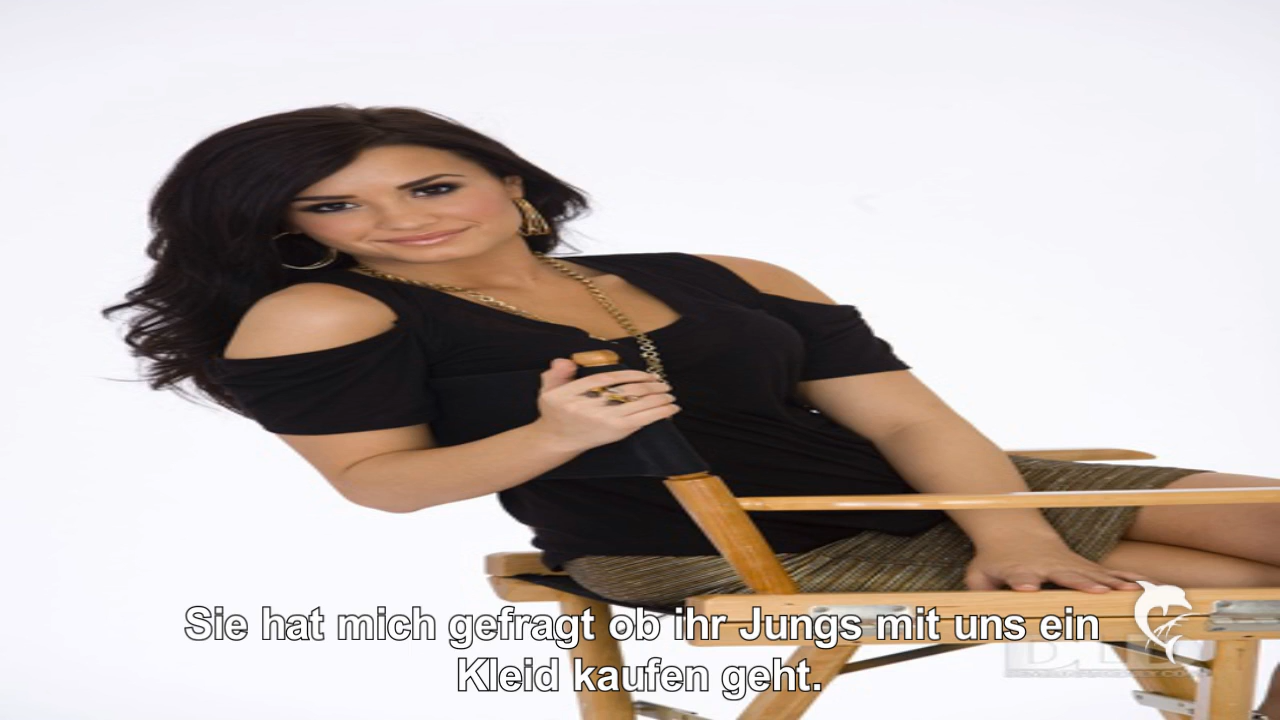 Sie hat mich gefragt ob ihr Jungs mit uns ein
Kleid kaufen geht.